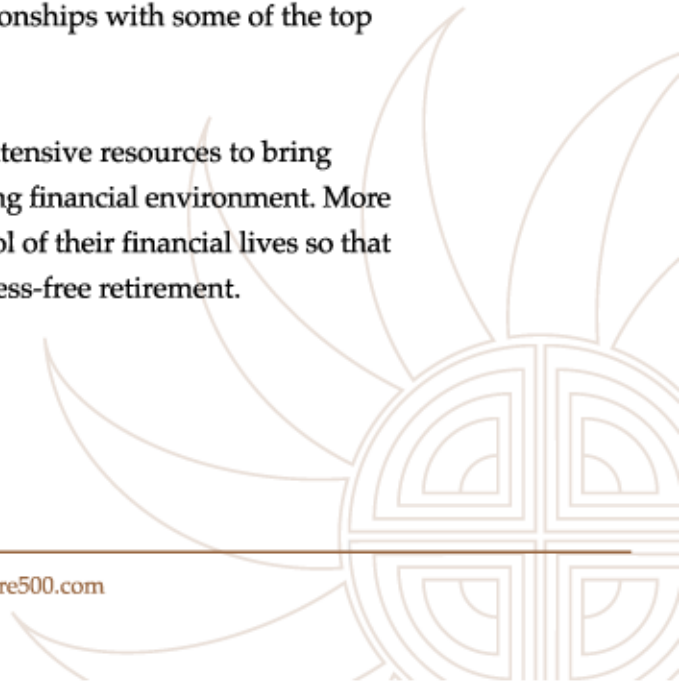 onships with some of the top
tensive resources to bring
ng financial environment. More
ol of their financial lives so that
ess-free retirement.
re500.com